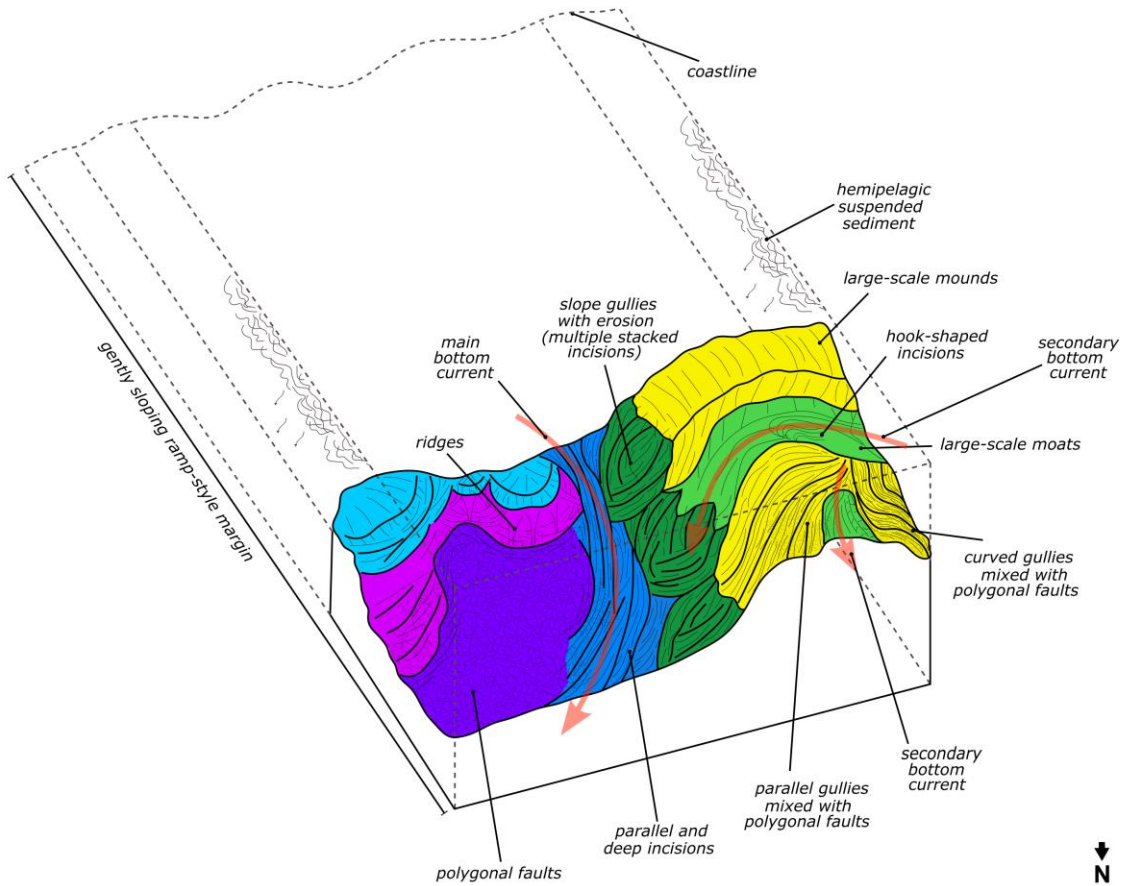 coastline
hemipelagic
suspended
sediment
large-scale mounds
slope gullies
with erosion
(multiple stacked
incisions)
hook-shaped
incisions
main
bottom
current
secondary
bottom
current
gently sloping ramp-style margin
ridges
large-scale moats
curved gullies
mixed with
polygonal faults
secondary
bottom
current
parallel gullies
mixed with
polygonal faults
parallel and
deep incisions
polygonal faults
N